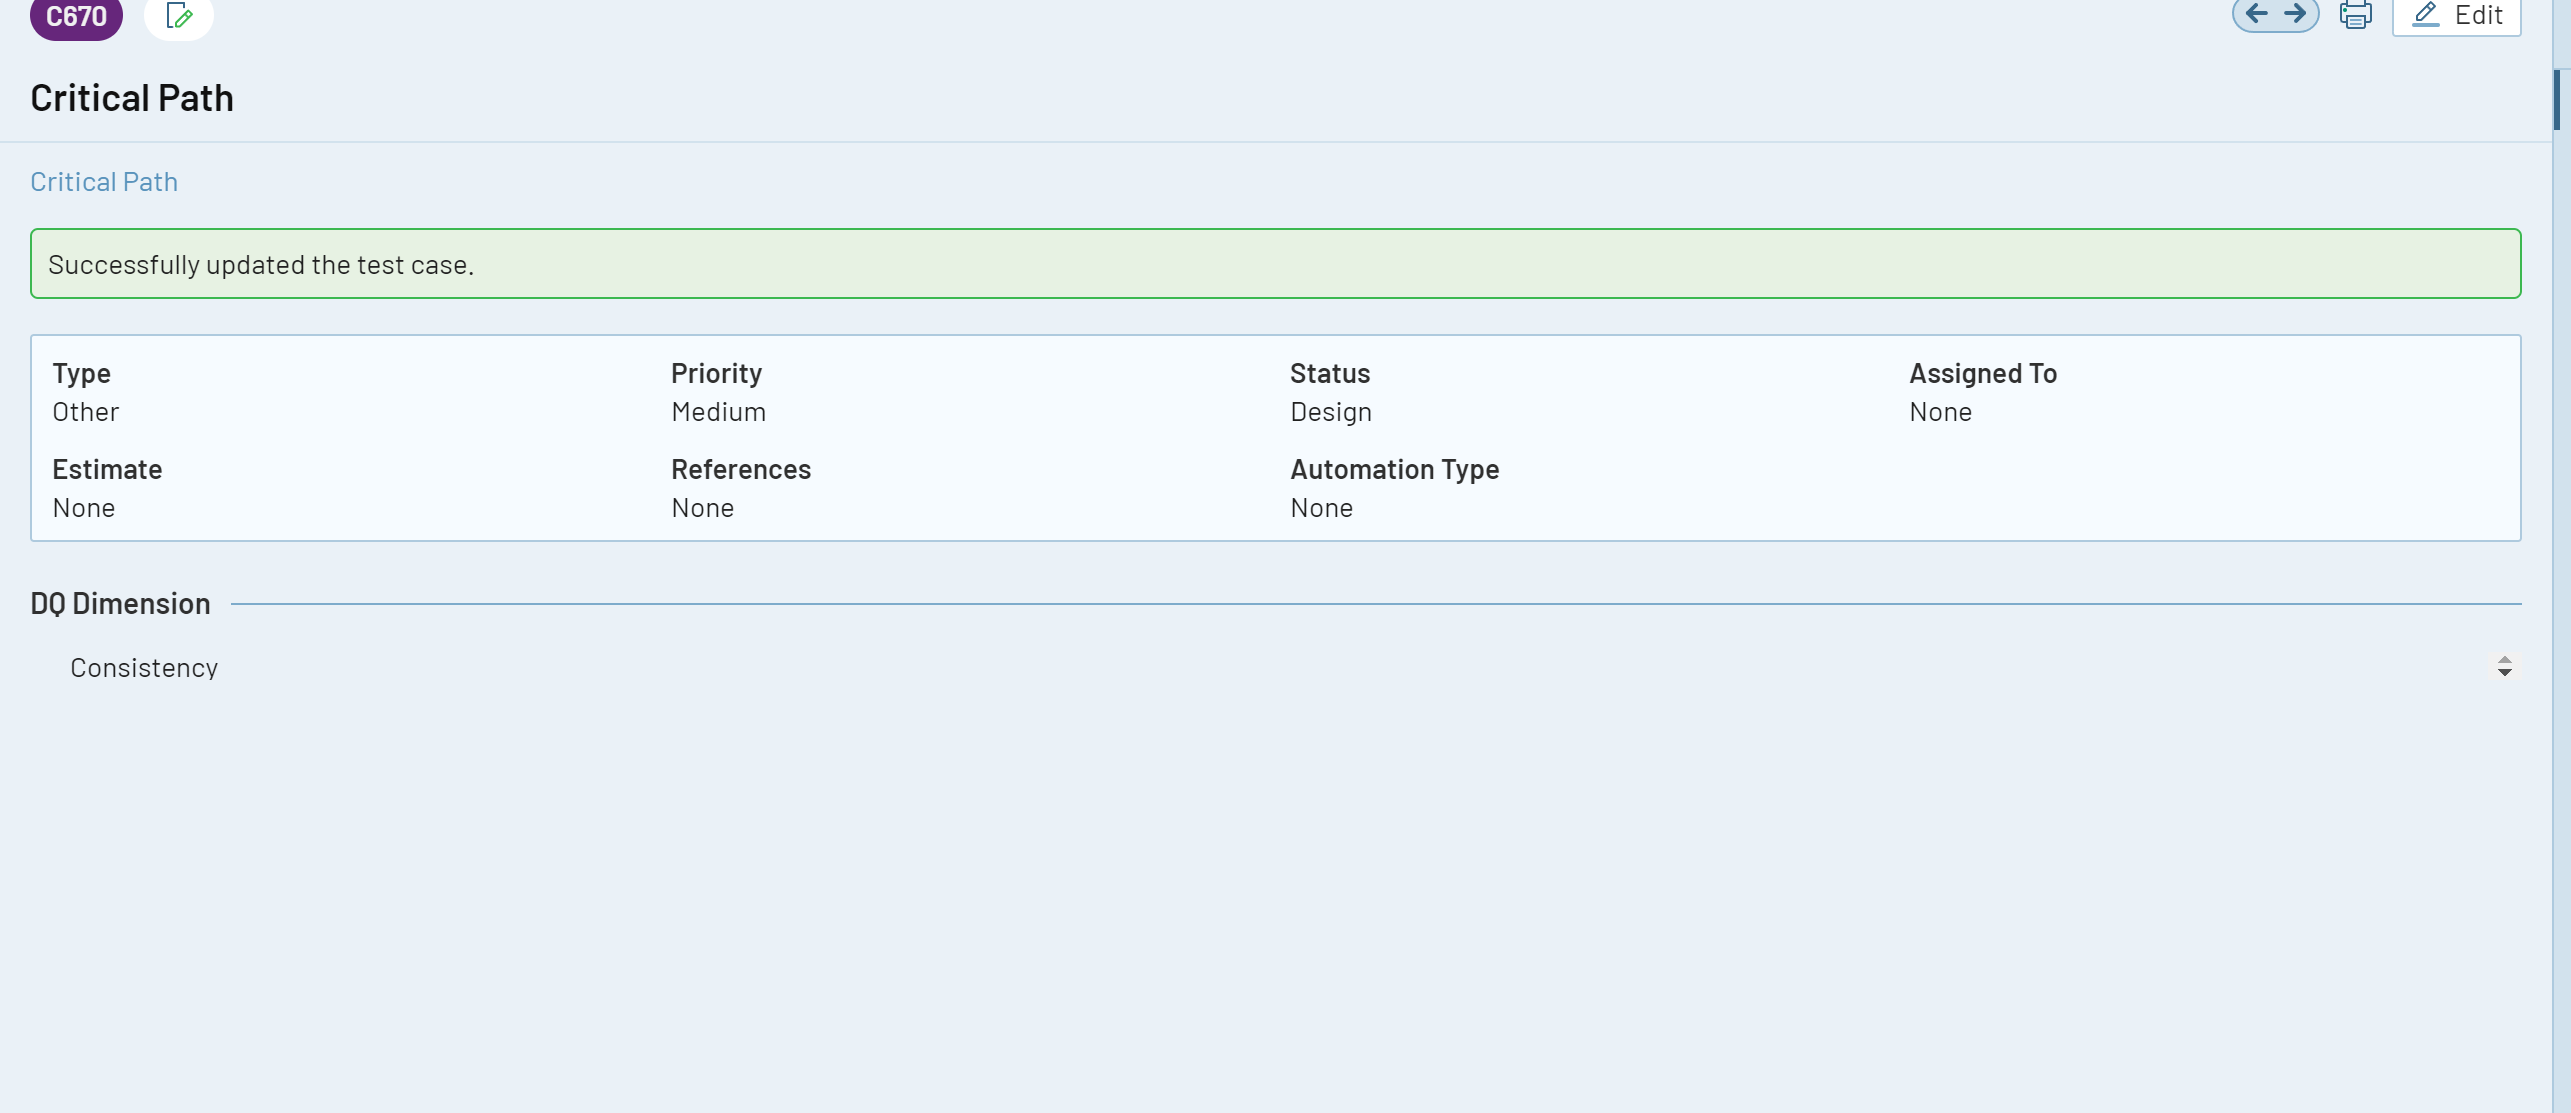 C670
Edit
Critical Path
Critical Path
Successfully updated the test case.
Type Priority Status Assigned To
Other Medium Design None
Estimate References Automation Type
None None None
DQ Dimension
Consistency